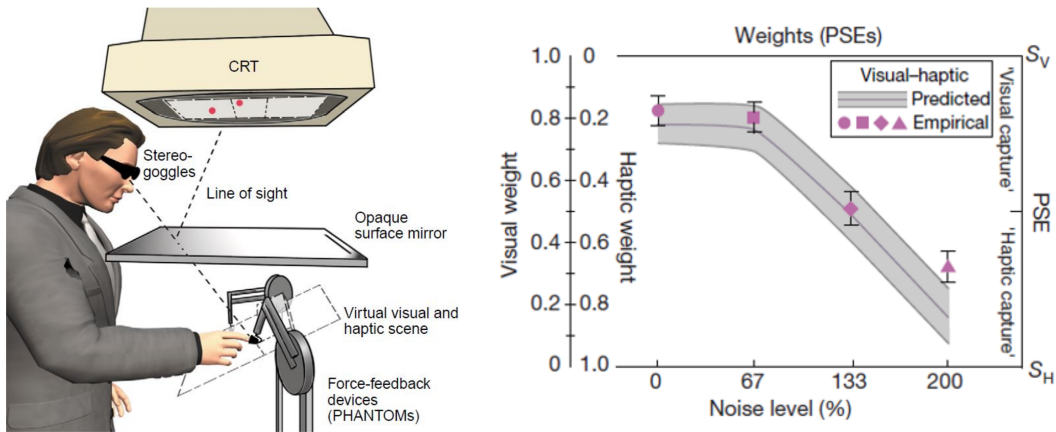 CRT
Stereo-
goggles
Line of sight
Opaque
surface mirror
Virtual visual and
haptic scene
Force-feedback
devices
(PHANTOMs)
Weights (PSEs)
1.0 0 Sv
Visual–haptic
Predicted
Empirical
0.8 0.2
0.6 0.4
0.4 0.6
0.2 0.8
0 1.0 SH
Visual weight
Haptic weight
'Visual capture'
'Haptic capture'
PSE
0 67 133 200
Noise level (%)